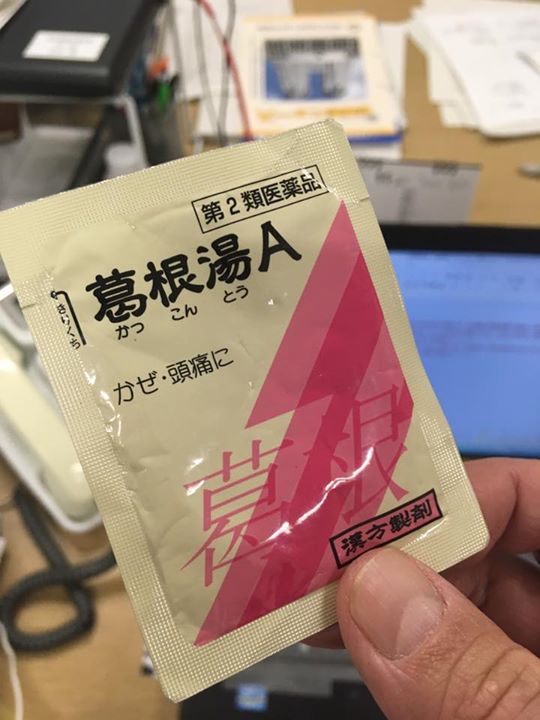 第2類医薬品
葛根湯A
かつ こん とう
きりくち
かぜ・頭痛に
葛根
漢方製剤